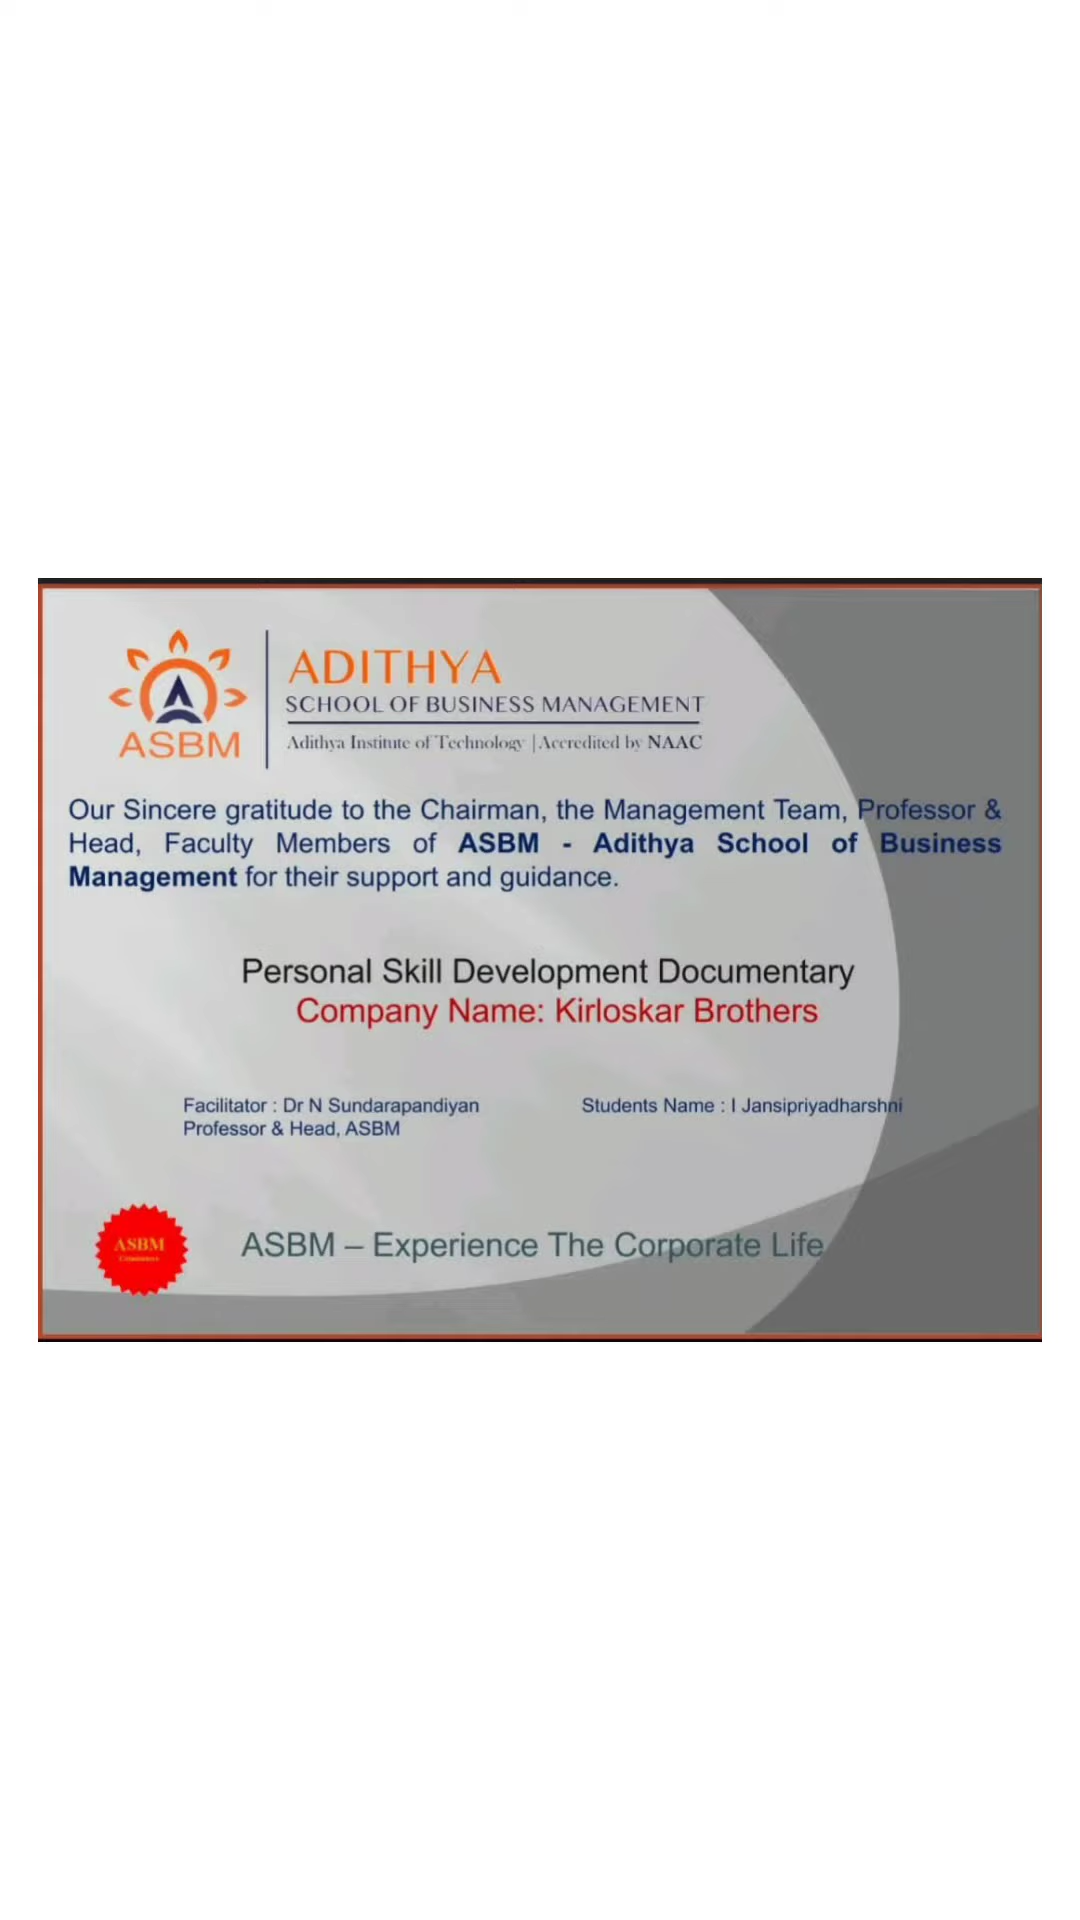 ADITHYA
SCHOOL OF BUSINESS MANAGEMENT
ASBM
Adithya Institute of Technology | Accredited by NAAC
Our Sincere gratitude to the Chairman, the Management Team, Professor &
Head, Faculty Members of ASBM - Adithya School of Business
Management for their support and guidance.
Personal Skill Development Documentary
Company Name: Kirloskar Brothers
Facilitator : Dr N Sundarapandiyan
Professor & Head, ASBM
Students Name : I Jansipriyadharshni
ASBM
ASBM – Experience The Corporate Life